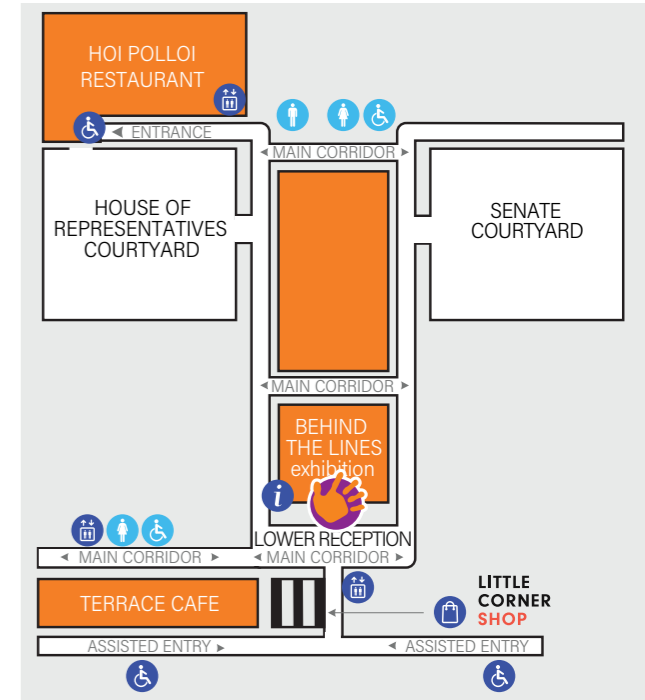 HOI POLLOI
RESTAURANT
ENTRANCE
MAIN CORRIDOR
HOUSE OF
REPRESENTATIVES
COURTYARD
SENATE
COURTYARD
MAIN CORRIDOR
BEHIND
THE LINES
exhibition
i
LOWER RECEPTION
MAIN CORRIDOR
MAIN CORRIDOR
TERRACE CAFE
LITTLE
CORNER
SHOP
ASSISTED ENTRY
ASSISTED ENTRY